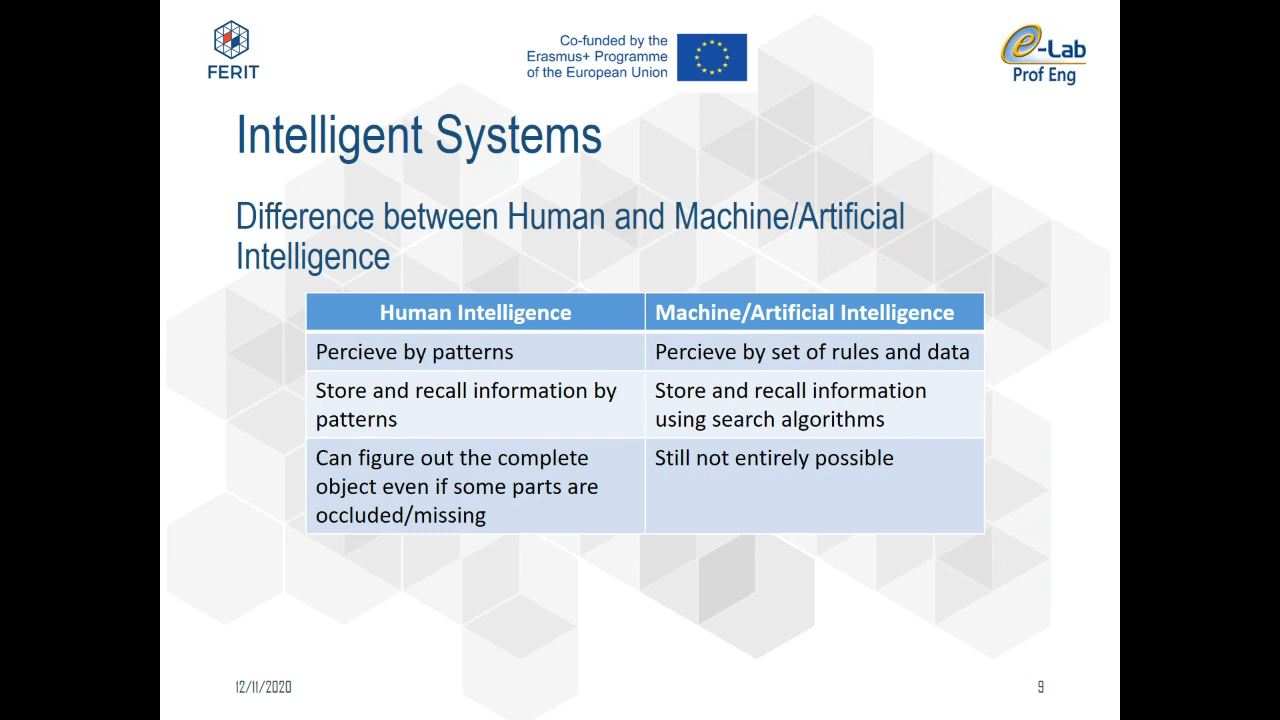 FERIT
Co-funded by the
Erasmus+ Programme
of the European Union
e-Lab
Prof Eng
Intelligent Systems
Difference between Human and Machine/Artificial
Intelligence
Human Intelligence
Machine/Artificial Intelligence
Percieve by patterns
Percieve by set of rules and data
Store and recall information by
patterns
Store and recall information
using search algorithms
Can figure out the complete
object even if some parts are
occluded/missing
Still not entirely possible
12/11/2020
9